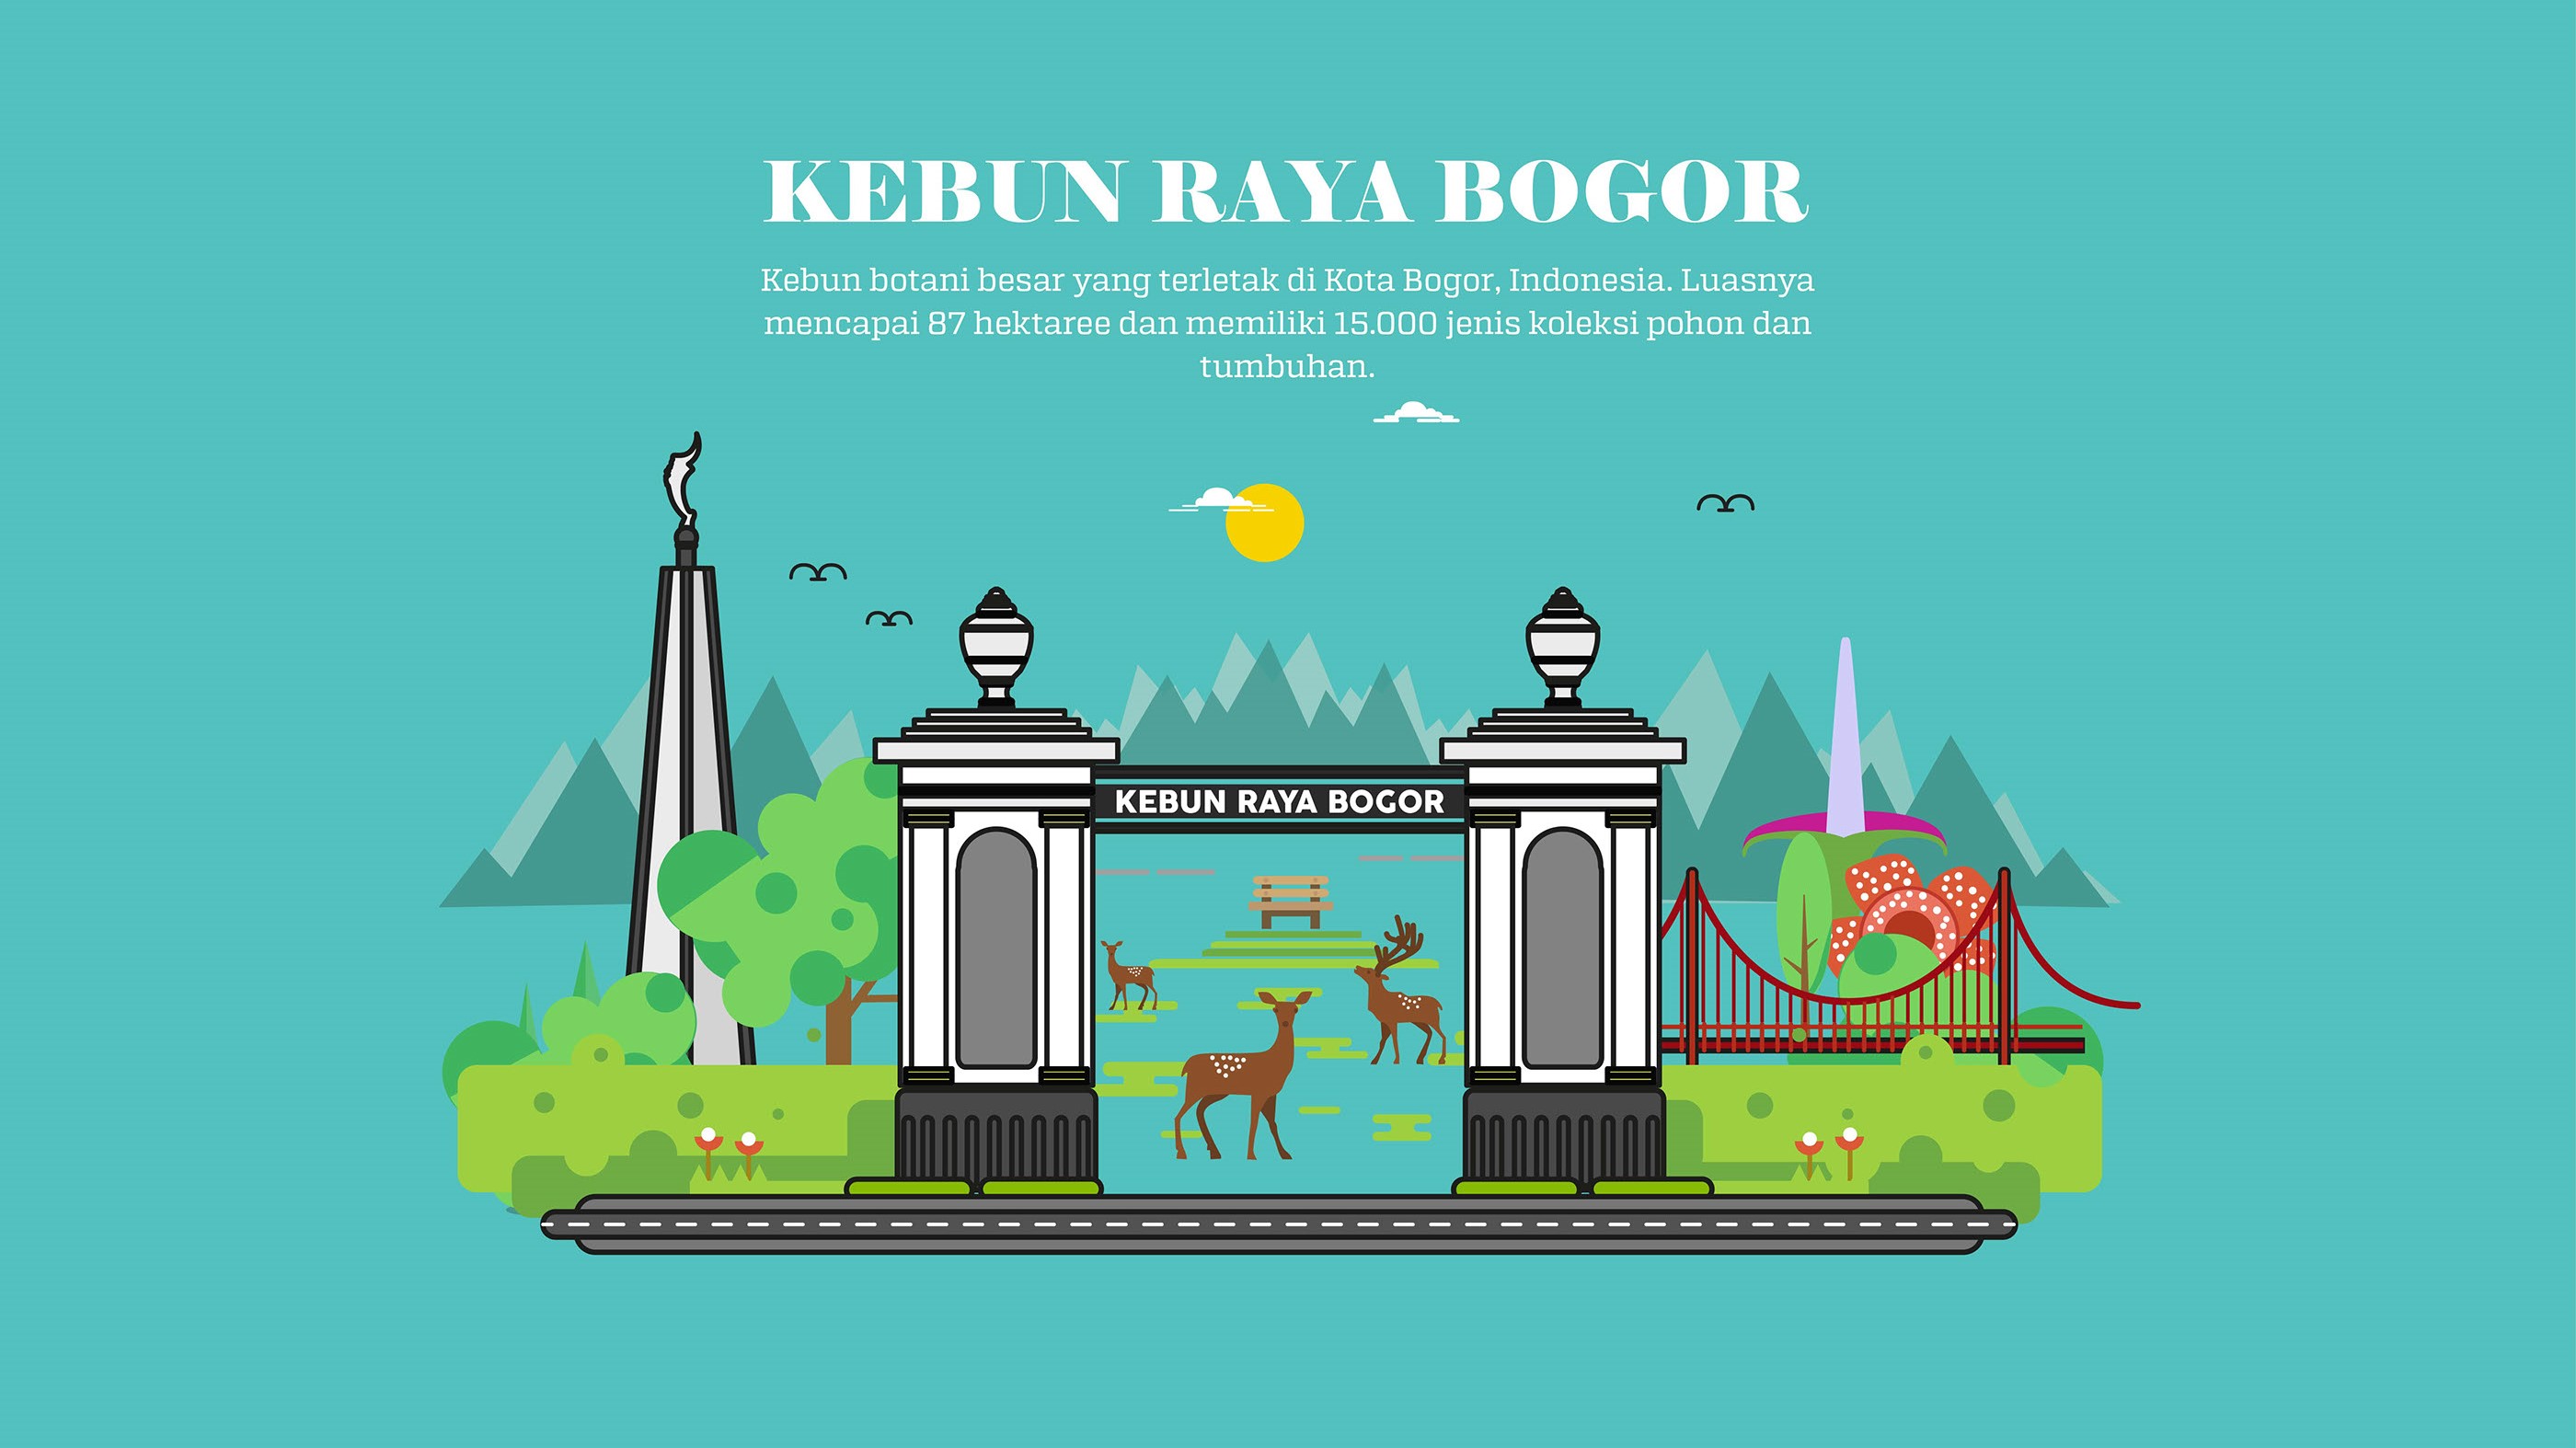 KEBUN RAYA BOGOR
Kebun botani besar yang terletak di Kota Bogor, Indonesia. Luasnya
mencapai 87 hektaree dan memiliki 15.000 jenis koleksi pohon dan
tumbuhan.
KEBUN RAYA BOGOR